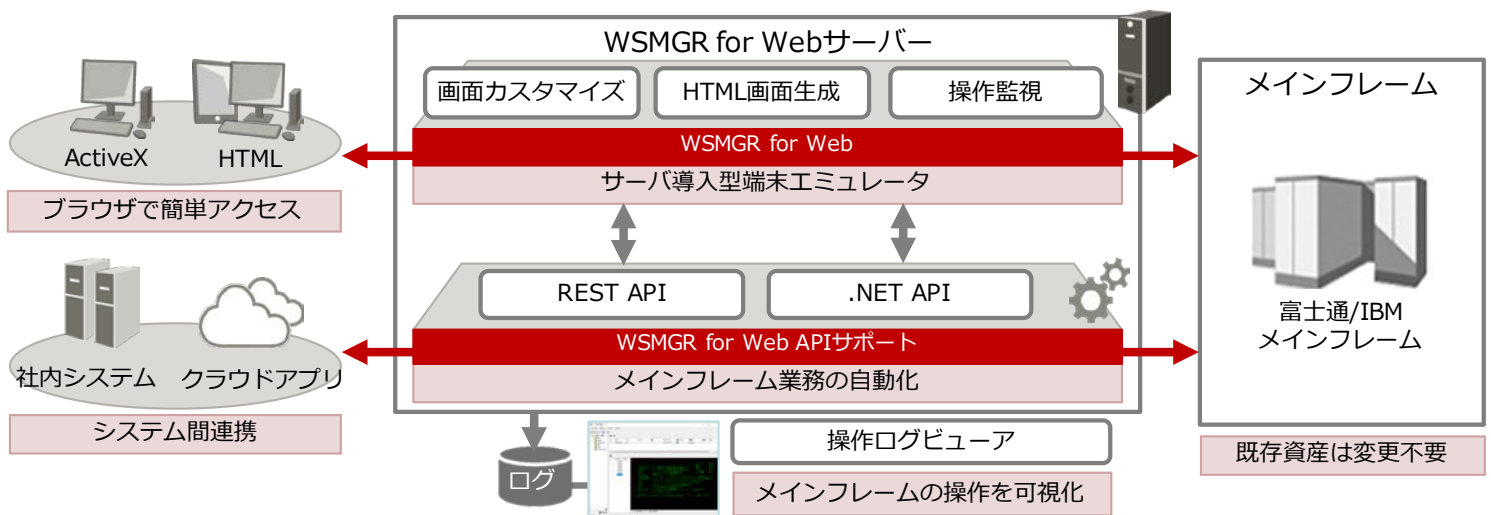 WSMGR for Webサーバー
画面カスタマイズ
HTML画面生成
操作監視
WSMGR for Web
サーバ導入型端末エミュレータ
ActiveX
HTML
ブラウザで簡単アクセス
REST API
.NET API
WSMGR for Web APIサポート
メインフレーム業務の自動化
社内システム
クラウドアプリ
システム間連携
メインフレーム
富士通/IBM
メインフレーム
既存資産は変更不要
ログ
操作ログビューア
メインフレームの操作を可視化